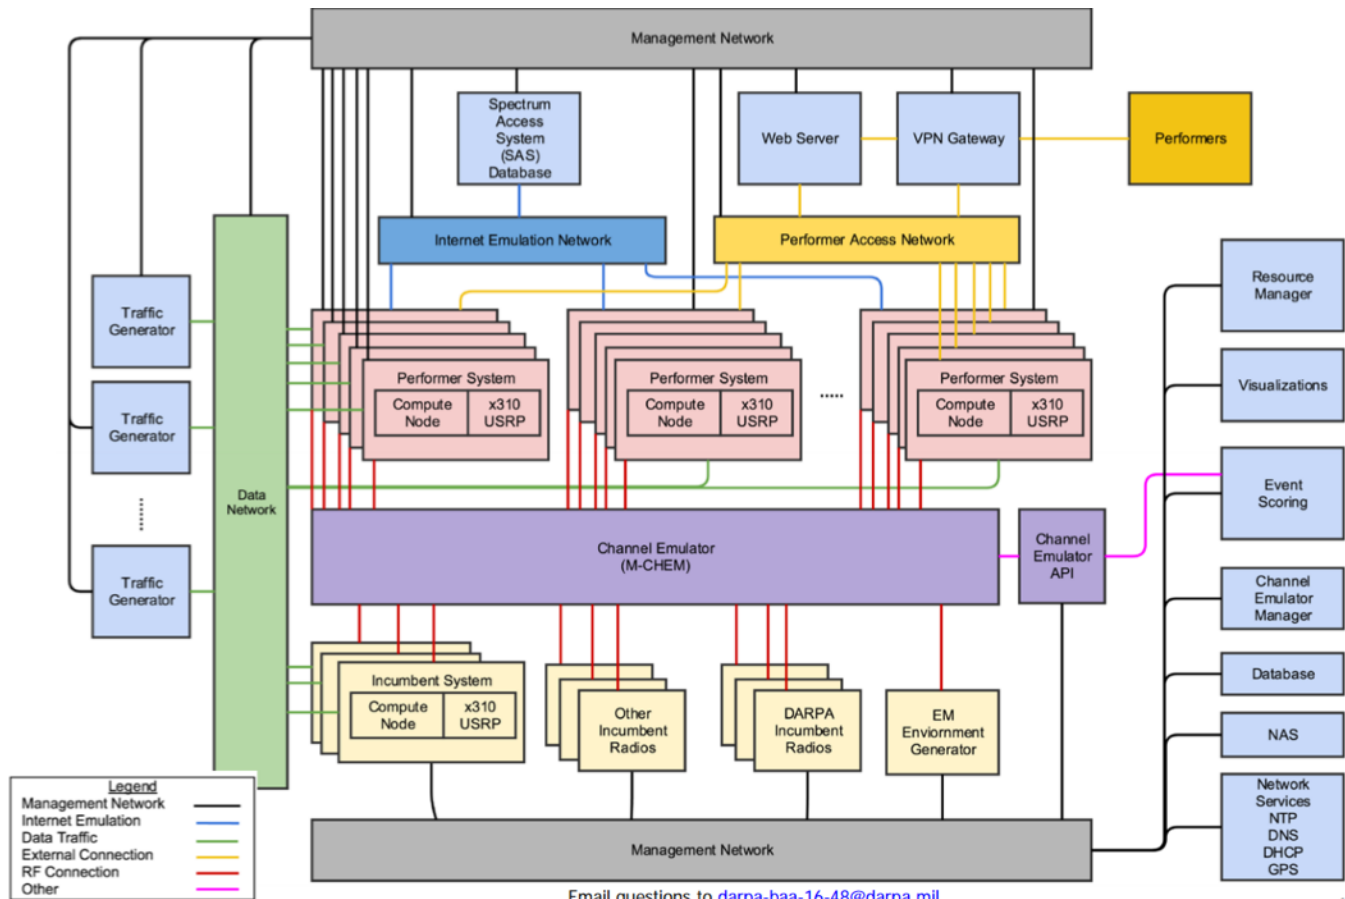 Management Network
Spectrum
Access
System
(SAS)
Database
Web Server
VPN Gateway
Performers
Internet Emulation Network
Performer Access Network
Resource
Manager
Traffic
Generator
Visualizations
Performer System
Compute
Node
x310
USRP
Performer System
Compute
Node
x310
USRP
.....
Performer System
Compute
Node
x310
USRP
Traffic
Generator
Event
Scoring
Data
Network
Channel Emulator
(M-CHEM)
Channel
Emulator
API
Traffic
Generator
Channel
Emulator
Manager
Incumbent System
Compute
Node
x310
USRP
Other
Incumbent
Radios
DARPA
Incumbent
Radios
EM
Enviornment
Generator
Database
NAS
Network
Services
NTP
DNS
DHCP
GPS
Legend
Management Network
Internet Emulation
Data Traffic
External Connection
RF Connection
Other
Management Network
Email questions to darpa-baa-16-48@darpa.mil